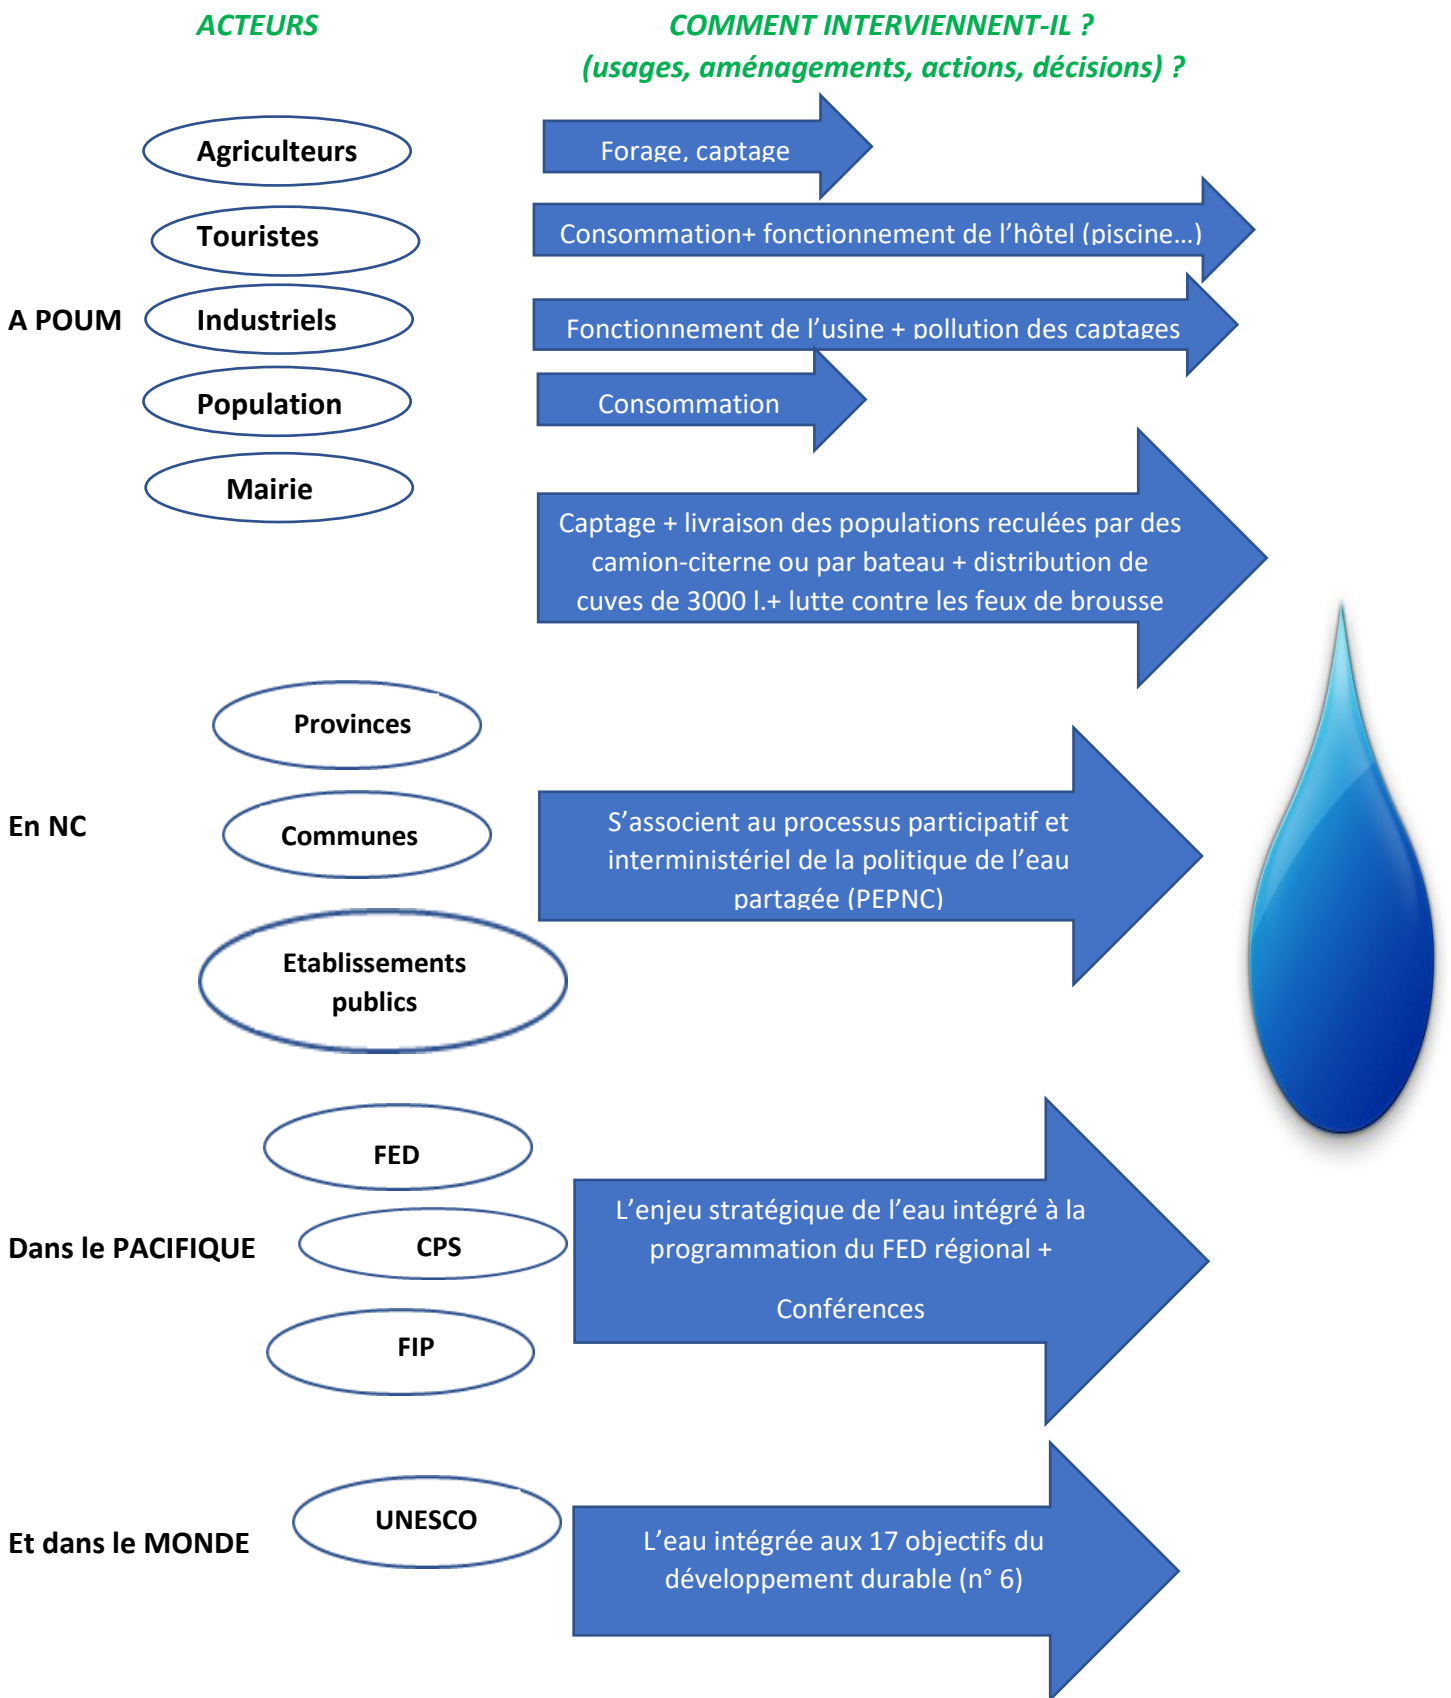 ACTEURS
COMMENT INTERVIENNENT-IL ?
(usages, aménagements, actions, décisions) ?
Agriculteurs
Forage, captage
Touristes
Consommation+ fonctionnement de l'hôtel (piscine…)
A POUM
Industriels
Fonctionnement de l'usine + pollution des captages
Population
Consommation
Mairie
Captage + livraison des populations reculées par des
camion-citerne ou par bateau + distribution de
cuves de 3000 l.+ lutte contre les feux de brousse
Provinces
En NC
Communes
S'associent au processus participatif et
interministériel de la politique de l'eau
partagée (PEPNC)
Etablissements
publics
FED
Dans le PACIFIQUE
CPS
L'enjeu stratégique de l'eau intégré à la
programmation du FED régional +
Conférences
FIP
UNESCO
Et dans le MONDE
L'eau intégrée aux 17 objectifs du
développement durable (n° 6)